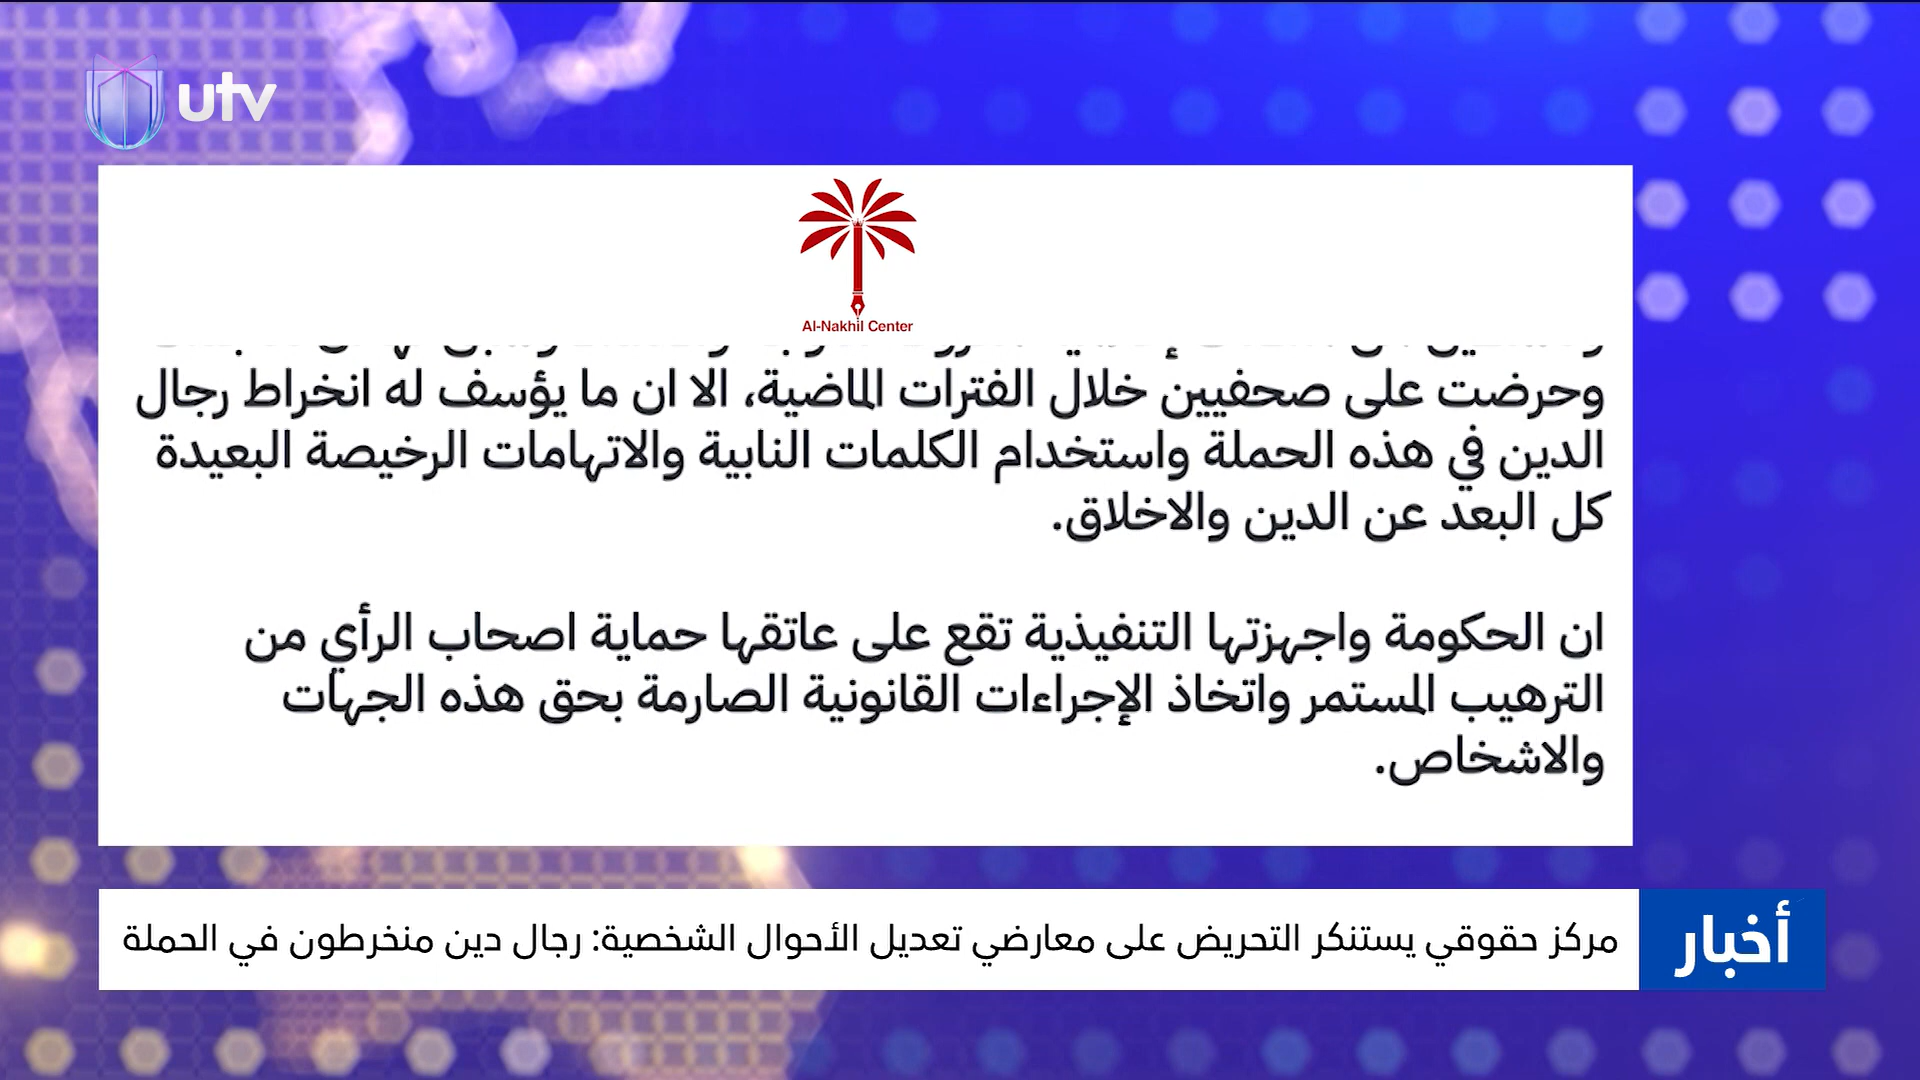 utv
Al-Nakhil Center
وحرضت على صحفيين خلال الفترات الماضية، الا ان ما يؤسف له انخراط رجال
الدين في هذه الحملة واستخدام الكلمات النابية والاتهامات الرخيصة البعيدة
كل البعد عن الدين والاخلاق.
ان الحكومة واجهزتها التنفيذية تقع على عاتقها حماية اصحاب الرأي من
الترهيب المستمر واتخاذ الإجراءات القانونية الصارمة بحق هذه الجهات
والاشخاص.
أخبار
مركز حقوقي يستنكر التحريض على معارضي تعديل الأحوال الشخصية: رجال دين منخرطون في الحملة